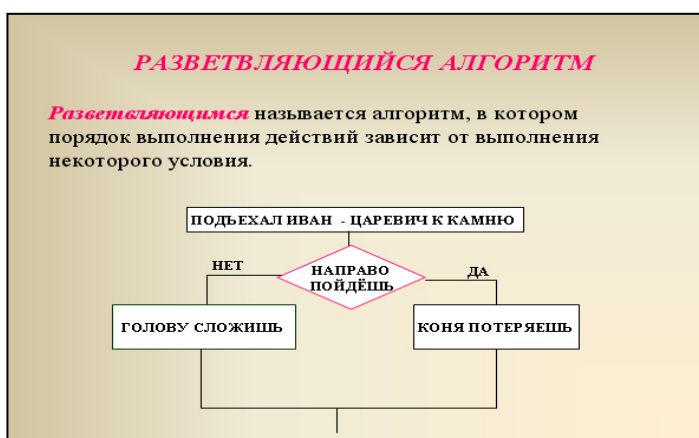 РАЗВЕТВЛЯЮЩИЙСЯ АЛГОРИТМ
Разветвляющимся называется алгоритм, в котором
порядок выполнения действий зависит от выполнения
некоторого условия.
ПОДЪЕХАЛ ИВАН - ЦАРЕВИЧ К КАМНЮ
НЕТ
НАПРАВО
ПОЙДЁШЬ
ДА
ГОЛОВУ СЛОЖИШЬ
КОНЯ ПОТЕРЯЕШЬ